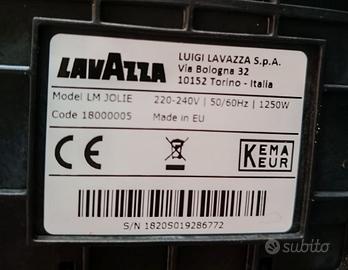 LAVAZZA
LUIGI LAVAZZA S.p.A.
Via Bologna 32
10152 Torino - Italia
Model LM JOLIE 220-240V | 50/60Hz | 1250W
Code 18000005 Made in EU
CE
KEMA
KEUR
S/N 1820S019286772
subito